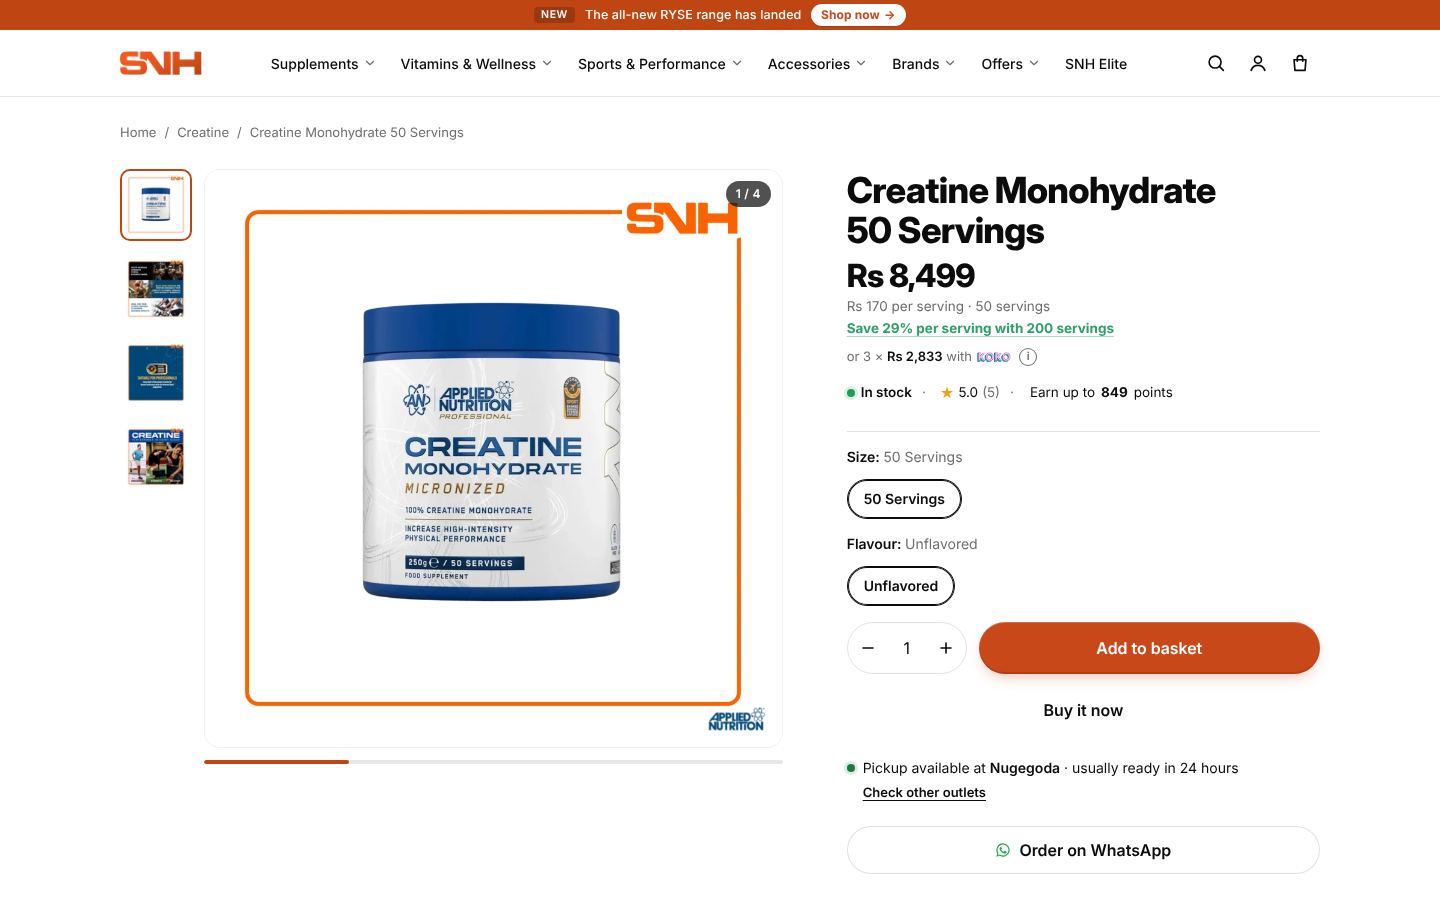 NEW The all-new RYSE range has landed Shop now →
SNH
Supplements Vitamins & Wellness Sports & Performance Accessories Brands Offers SNH Elite
Home / Creatine / Creatine Monohydrate 50 Servings
1 / 4
SNH
APPLIED NUTRITION
PROFESSIONAL
CREATINE
MONOHYDRATE
MICRONIZED
100% CREATINE MONOHYDRATE
INCREASE HIGH-INTENSITY
PHYSICAL PERFORMANCE
250g ℮ / 50 SERVINGS
FOOD SUPPLEMENT
APPLIED NUTRITION
CREATINE
Creatine Monohydrate
50 Servings
Rs 8,499
Rs 170 per serving · 50 servings
Save 29% per serving with 200 servings
or 3 × Rs 2,833 with KOKO i
In stock · ★ 5.0 (5) · Earn up to 849 points
Size: 50 Servings
50 Servings
Flavour: Unflavored
Unflavored
− 1 + Add to basket
Buy it now
Pickup available at Nugegoda · usually ready in 24 hours
Check other outlets
Order on WhatsApp